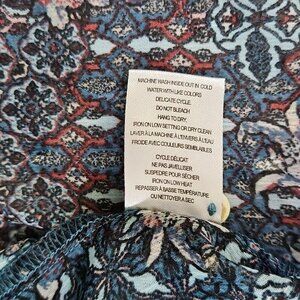 MACHINE WASH INSIDE OUT IN COLD
WATER WITH LIKE COLORS
DELICATE CYCLE,
DO NOT BLEACH
HANG TO DRY,
IRON ON LOW SETTING OR DRY CLEAN
LAVER À LA MACHINE À L'ENVERS À L'EAU
FROIDE AVEC COULEURS SEMBLABLES
CYCLE DÉLICAT
NE PAS JAVELLISER
SUSPENDRE POUR SÉCHER
IRON ON LOW HEAT
REPASSER À BASSE TEMPÉRATURE
OU NETTOYER A SEC